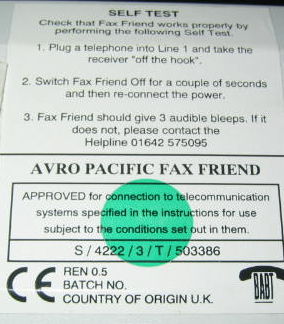 SELF TEST
Check that Fax Friend works properly by
performing the following Self Test.
1. Plug a telephone into Line 1 and take the
receiver "off the hook".
2. Switch Fax Friend Off for a couple of seconds
and then re-connect the power.
3. Fax Friend should give 3 audible bleeps. If it
does not, please contact the
Helpline 01642 575095
AVRO PACIFIC FAX FRIEND
APPROVED for connection to telecommunication
systems specified in the instructions for use
subject to the conditions set out in them.
S / 4222 / 3 / T / 503386
CE
REN 0.5
BATCH NO.
COUNTRY OF ORIGIN U.K.
BABT